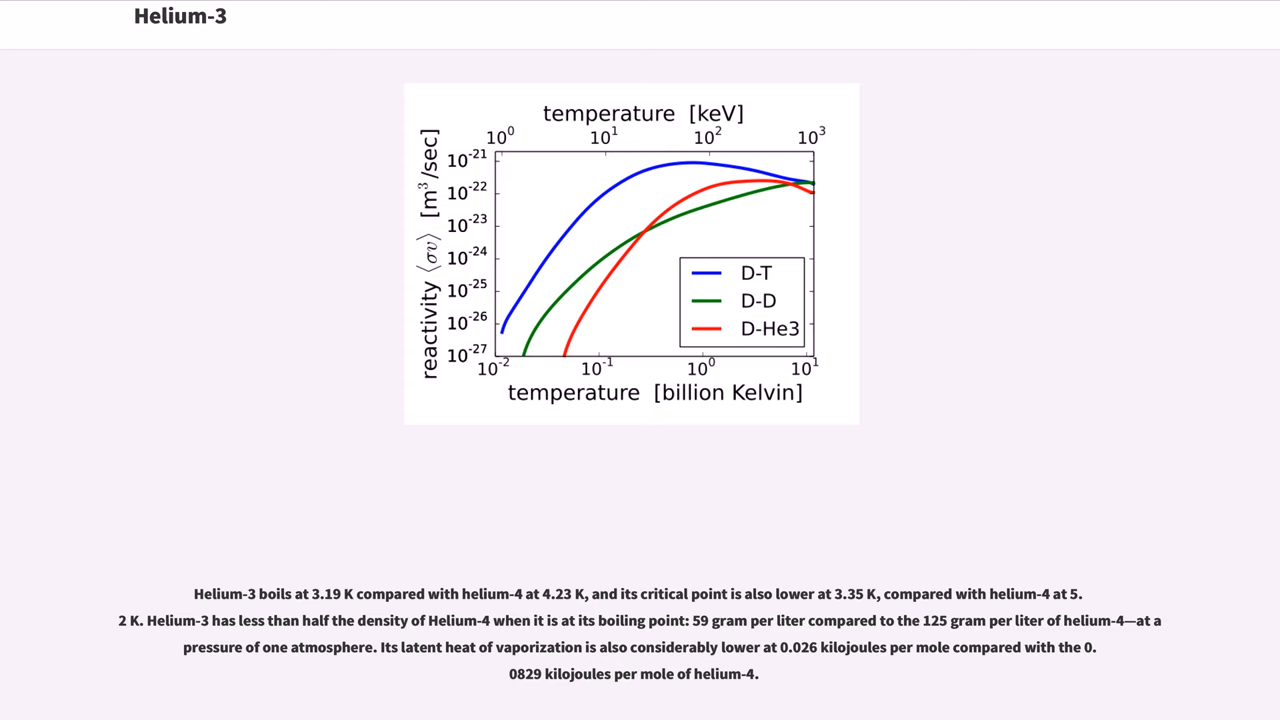 Helium-3
temperature [keV]
10^0 10^1 10^2 10^3
reactivity ⟨σv⟩ [m^3/sec]
10^-21
10^-22
10^-23
10^-24
10^-25
10^-26
10^-27
D-T
D-D
D-He3
10^-2 10^-1 10^0 10^1
temperature [billion Kelvin]
Helium-3 boils at 3.19 K compared with helium-4 at 4.23 K, and its critical point is also lower at 3.35 K, compared with helium-4 at 5.
2 K. Helium-3 has less than half the density of Helium-4 when it is at its boiling point: 59 gram per liter compared to the 125 gram per liter of helium-4—at a
pressure of one atmosphere. Its latent heat of vaporization is also considerably lower at 0.026 kilojoules per mole compared with the 0.
0829 kilojoules per mole of helium-4.